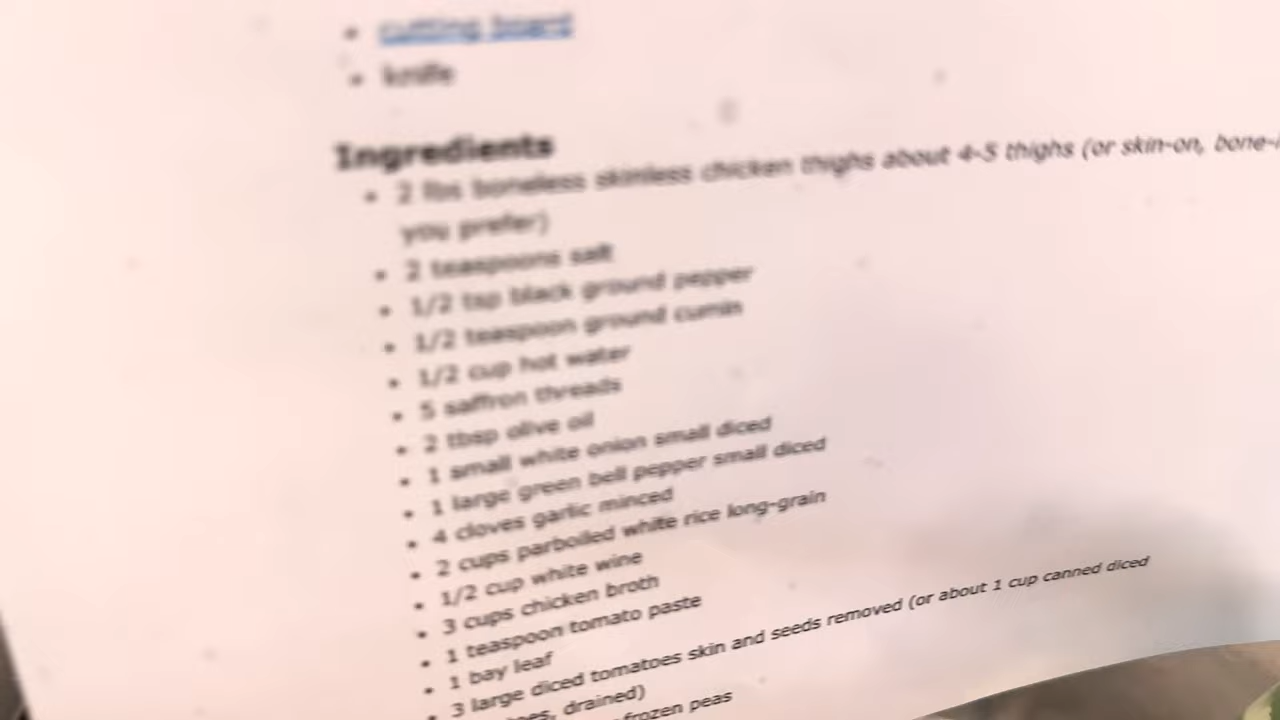 • cutting board
• knife
Ingredients
• 2 lbs boneless skinless chicken thighs about 4-5 thighs (or skin-on, bone-
you prefer)
• 2 teaspoons salt
• 1/2 tsp black ground pepper
• 1/2 teaspoon ground cumin
• 1/2 cup hot water
• 5 saffron threads
• 2 tbsp olive oil
• 1 small white onion small diced
• 1 large green bell pepper small diced
• 4 cloves garlic minced
• 2 cups parboiled white rice long-grain
• 1/2 cup white wine
• 3 cups chicken broth
• 1 teaspoon tomato paste
• 1 bay leaf
• 3 large diced tomatoes skin and seeds removed (or about 1 cup canned diced
drained)
frozen peas